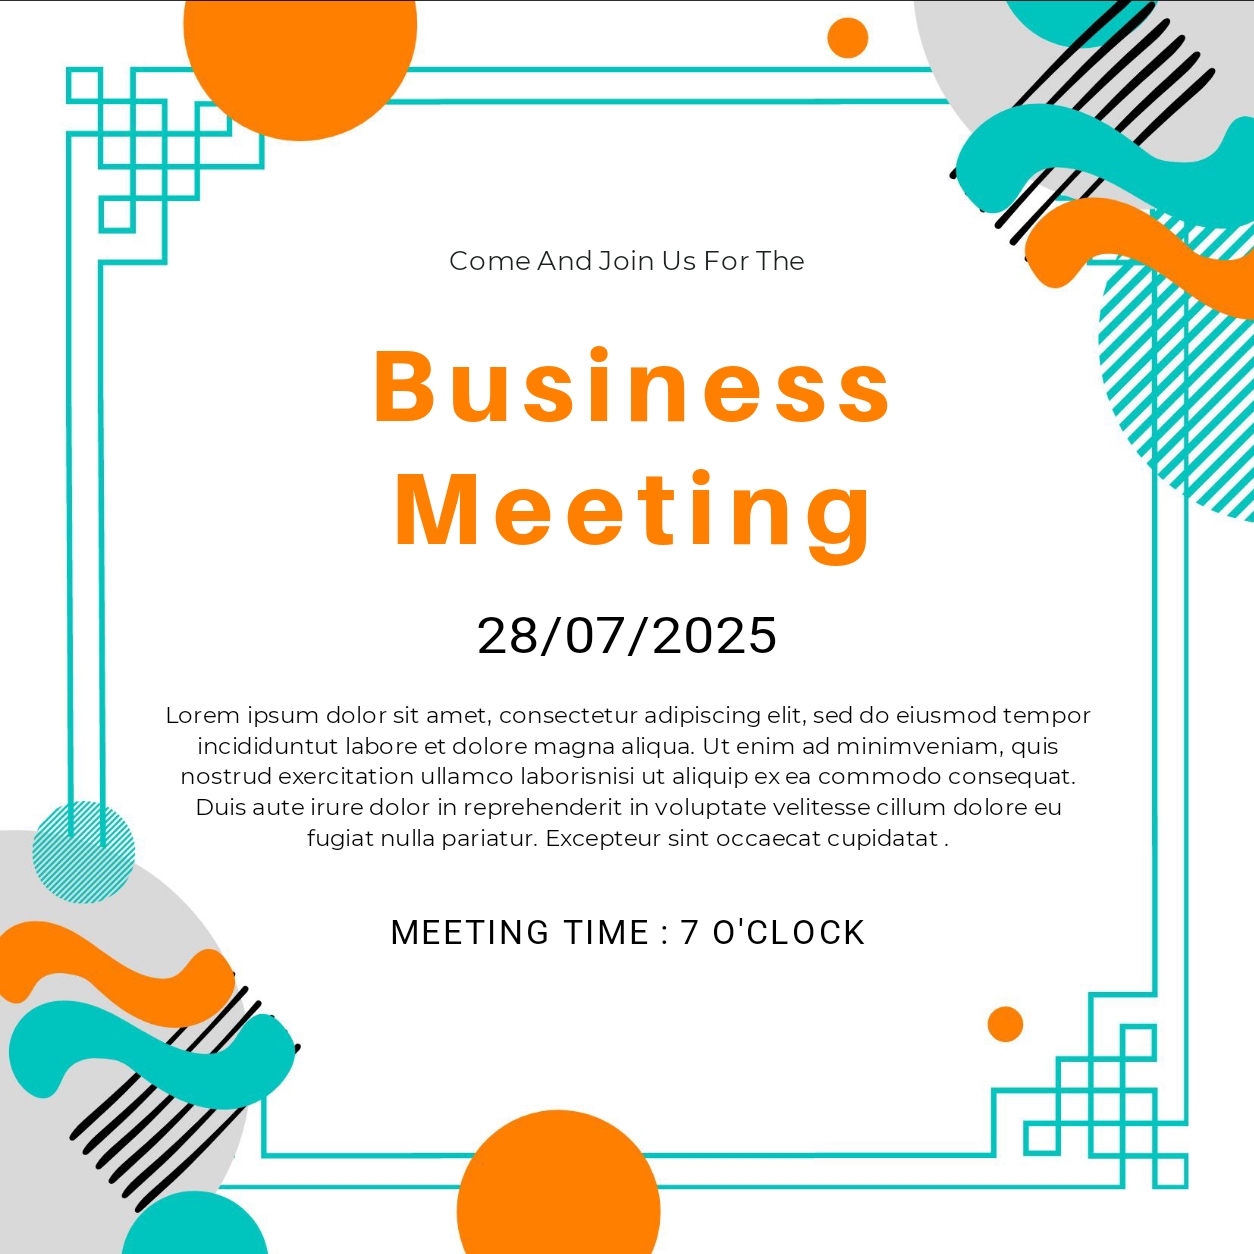 Come And Join Us For The
Business
Meeting
28/07/2025
Lorem ipsum dolor sit amet, consectetur adipiscing elit, sed do eiusmod tempor
incididuntut labore et dolore magna aliqua. Ut enim ad minimveniam, quis
nostrud exercitation ullamco laborisnisi ut aliquip ex ea commodo consequat.
Duis aute irure dolor in reprehenderit in voluptate velitesse cillum dolore eu
fugiat nulla pariatur. Excepteur sint occaecat cupidatat .
MEETING TIME : 7 O'CLOCK